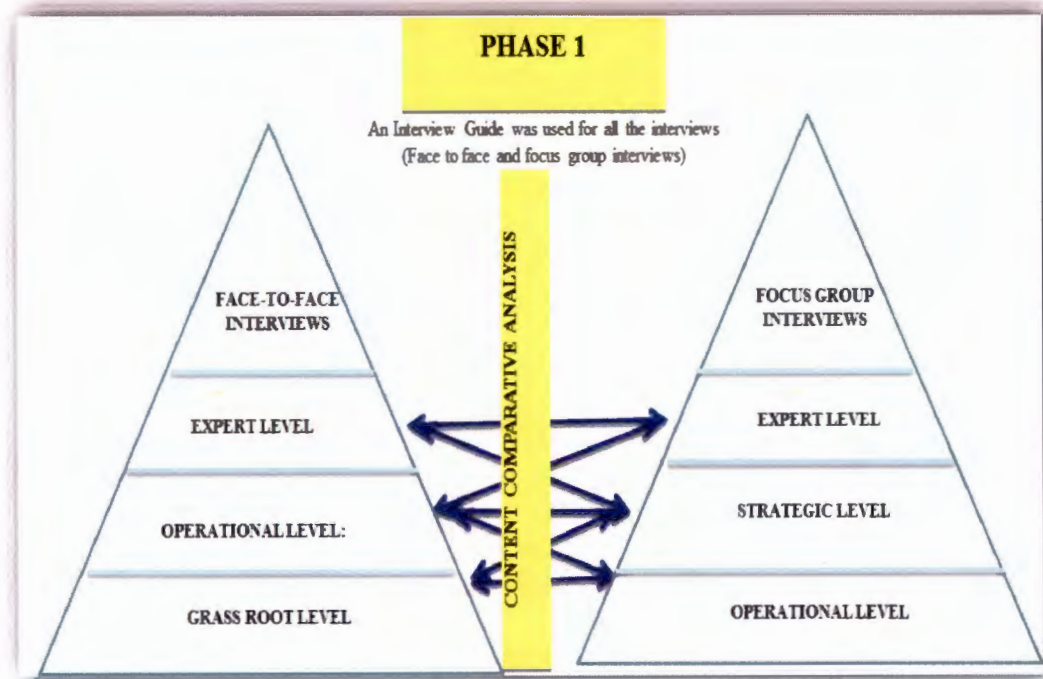 PHASE 1
An Interview Guide was used for all the interviews
(Face to face and focus group interviews)
CONTENT COMPARATIVE ANALYSIS
FACE-TO-FACE
INTERVIEWS
EXPERT LEVEL
OPERATIONAL LEVEL:
GRASS ROOT LEVEL
FOCUS GROUP
INTERVIEWS
EXPERT LEVEL
STRATEGIC LEVEL
OPERATIONAL LEVEL